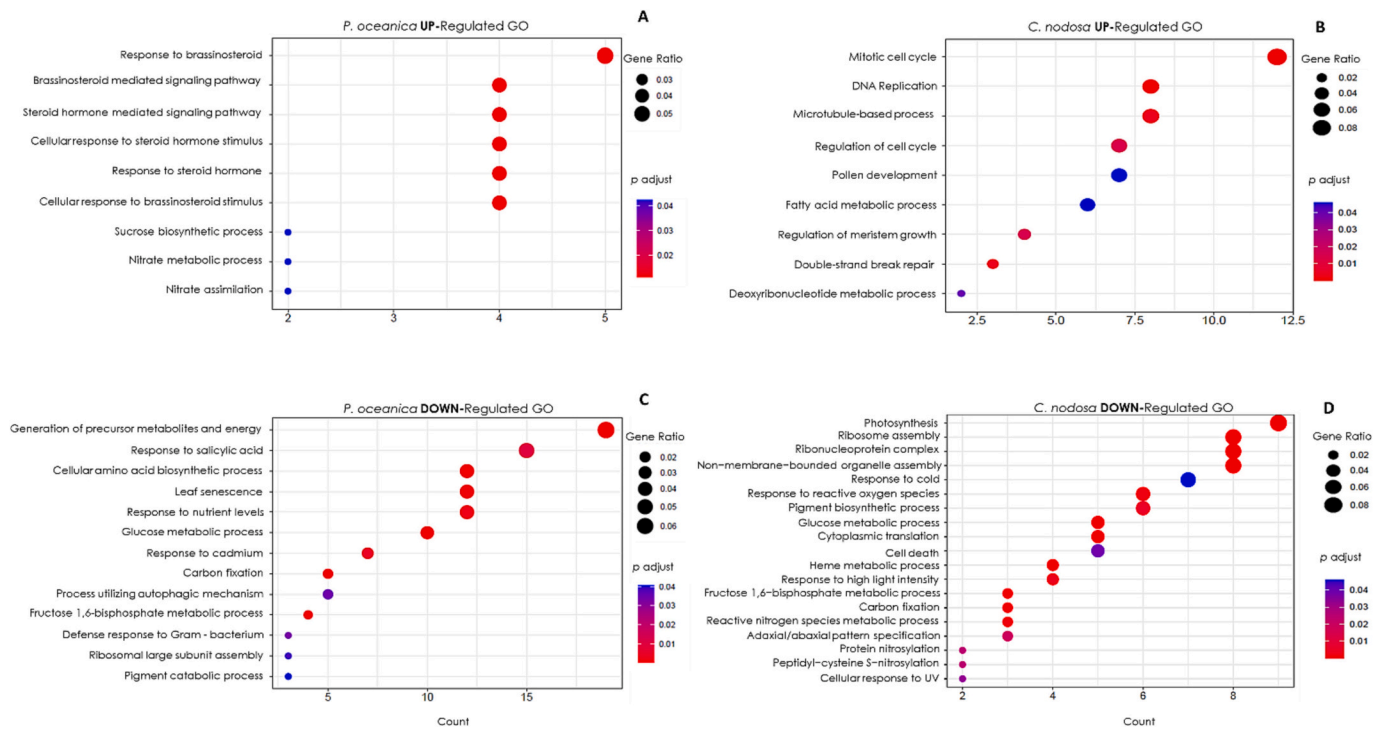 P. oceanica UP-Regulated GO
A
Response to brassinosteroid
Brassinosteroid mediated signaling pathway
Steroid hormone mediated signaling pathway
Cellular response to steroid hormone stimulus
Response to steroid hormone
Cellular response to brassinosteroid stimulus
Sucrose biosynthetic process
Nitrate metabolic process
Nitrate assimilation
2 3 4 5
Gene Ratio
0.03
0.04
0.05
p adjust
0.04
0.03
0.02
C. nodosa UP-Regulated GO
B
Mitotic cell cycle
DNA Replication
Microtubule-based process
Regulation of cell cycle
Pollen development
Fatty acid metabolic process
Regulation of meristem growth
Double-strand break repair
Deoxyribonucleotide metabolic process
2.5 5.0 7.5 10.0 12.5
Gene Ratio
0.02
0.04
0.06
0.08
p adjust
0.04
0.03
0.02
0.01
P. oceanica DOWN-Regulated GO
C
Generation of precursor metabolites and energy
Response to salicylic acid
Cellular amino acid biosynthetic process
Leaf senescence
Response to nutrient levels
Glucose metabolic process
Response to cadmium
Carbon fixation
Process utilizing autophagic mechanism
Fructose 1,6-bisphosphate metabolic process
Defense response to Gram - bacterium
Ribosomal large subunit assembly
Pigment catabolic process
5 10 15
Count
Gene Ratio
0.02
0.03
0.04
0.05
0.06
p adjust
0.04
0.03
0.02
0.01
C. nodosa DOWN-Regulated GO
D
Photosynthesis
Ribosome assembly
Ribonucleoprotein complex
Non-membrane-bounded organelle assembly
Response to cold
Response to reactive oxygen species
Pigment biosynthetic process
Glucose metabolic process
Cytoplasmic translation
Cell death
Heme metabolic process
Response to high light intensity
Fructose 1,6-bisphosphate metabolic process
Carbon fixation
Reactive nitrogen species metabolic process
Adaxial/abaxial pattern specification
Protein nitrosylation
Peptidyl-cysteine S-nitrosylation
Cellular response to UV
2 4 6 8
Count
Gene Ratio
0.02
0.04
0.06
0.08
p adjust
0.04
0.03
0.02
0.01